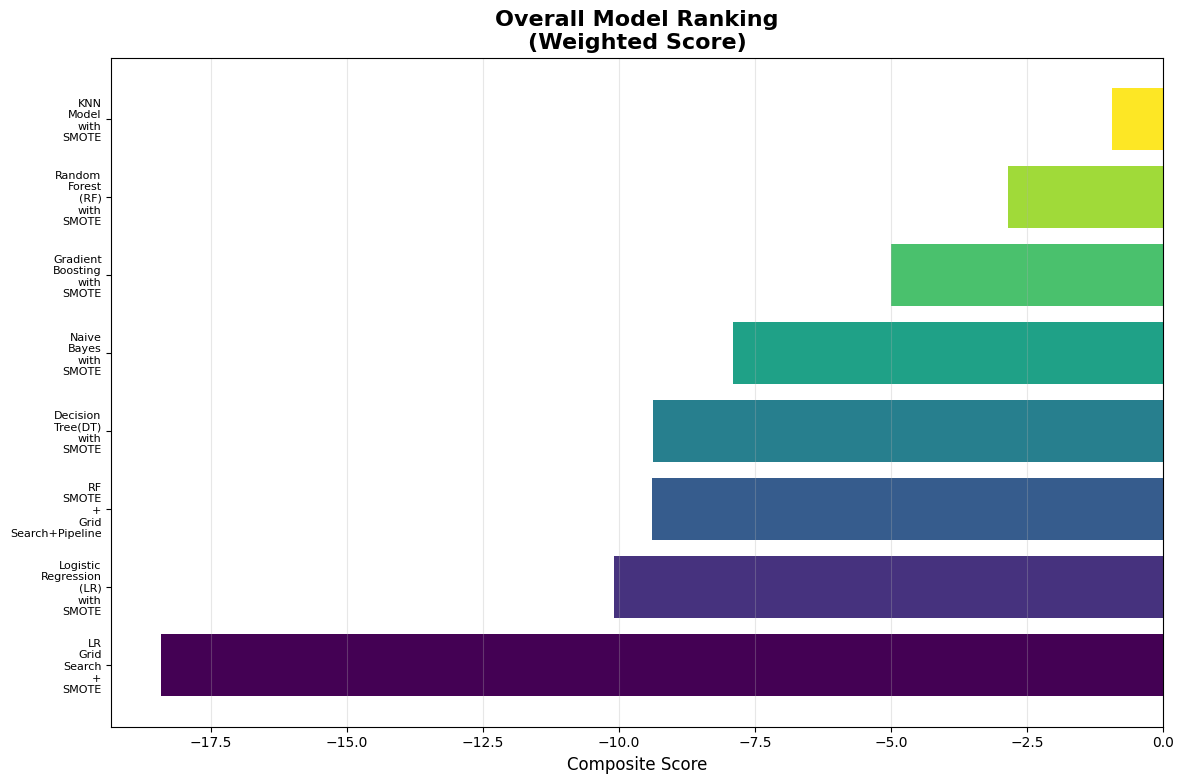 Overall Model Ranking
(Weighted Score)
KNN
Model
with
SMOTE
Random
Forest
(RF)
with
SMOTE
Gradient
Boosting
with
SMOTE
Naive
Bayes
with
SMOTE
Decision
Tree(DT)
with
SMOTE
RF
SMOTE
+
Grid
Search+Pipeline
Logistic
Regression
(LR)
with
SMOTE
LR
Grid
Search
+
SMOTE
−17.5 −15.0 −12.5 −10.0 −7.5 −5.0 −2.5 0.0
Composite Score